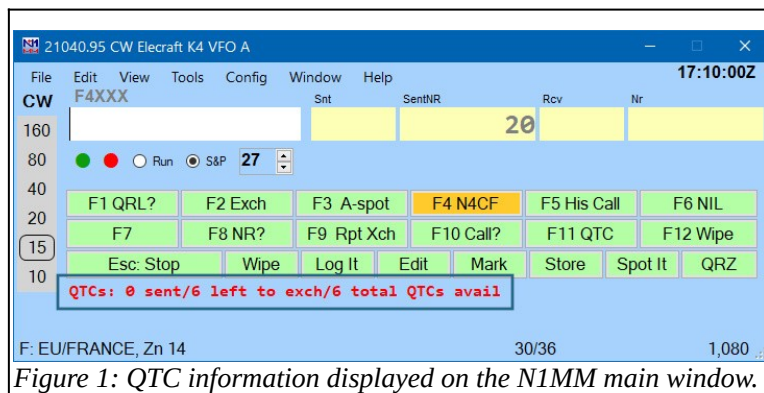 N1 MM 21040.95 CW Elecraft K4 VFO A
File Edit View Tools Config Window Help 17:10:00Z
CW F4XXX Snt SentNR Rcv Nr
160 20
80 Run S&P 27
40
F1 QRL? F2 Exch F3 A-spot F4 N4CF F5 His Call F6 NIL
20
F7 F8 NR? F9 Rpt Xch F10 Call? F11 QTC F12 Wipe
15
Esc: Stop Wipe Log It Edit Mark Store Spot It QRZ
10
QTCs: 0 sent/6 left to exch/6 total QTCs avail
F: EU/FRANCE, Zn 14 30/36 1,080
Figure 1: QTC information displayed on the N1MM main window.